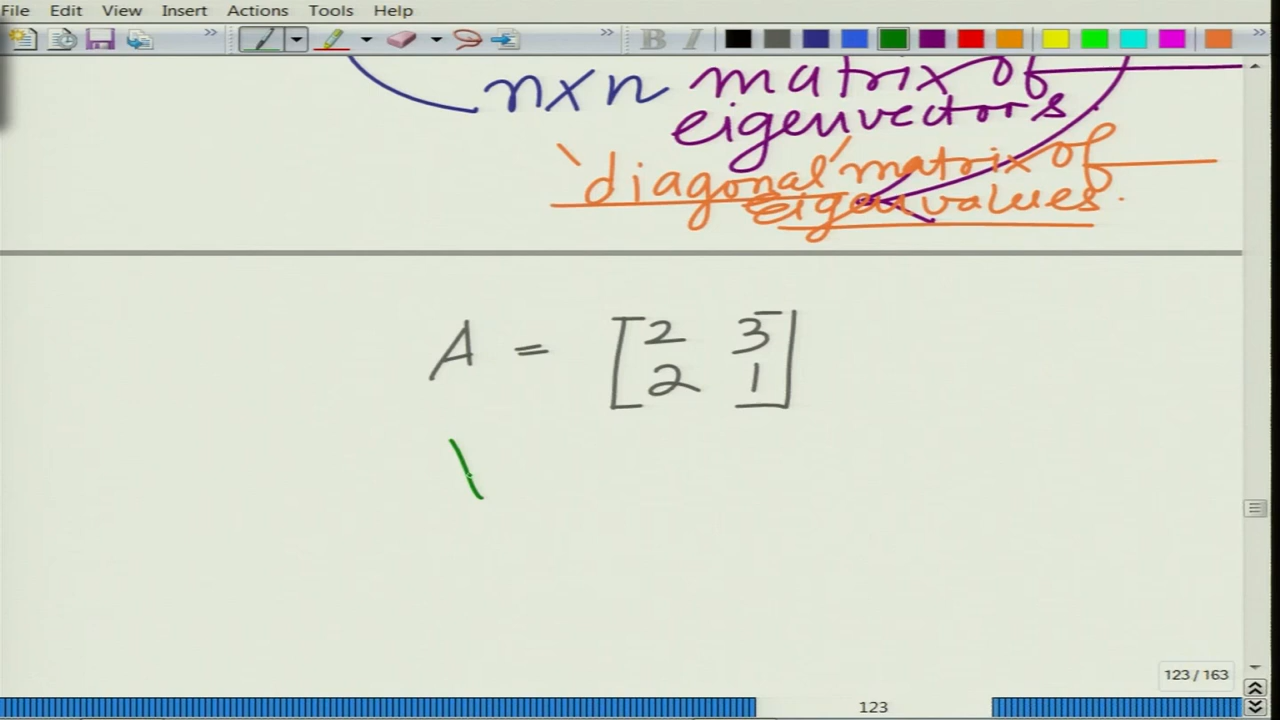 File Edit View Insert Actions Tools Help
B I
n×n matrix of
eigenvectors.
'diagonal' matrix of
eigenvalues.
A = [2 3
2 1]
123 / 163
123